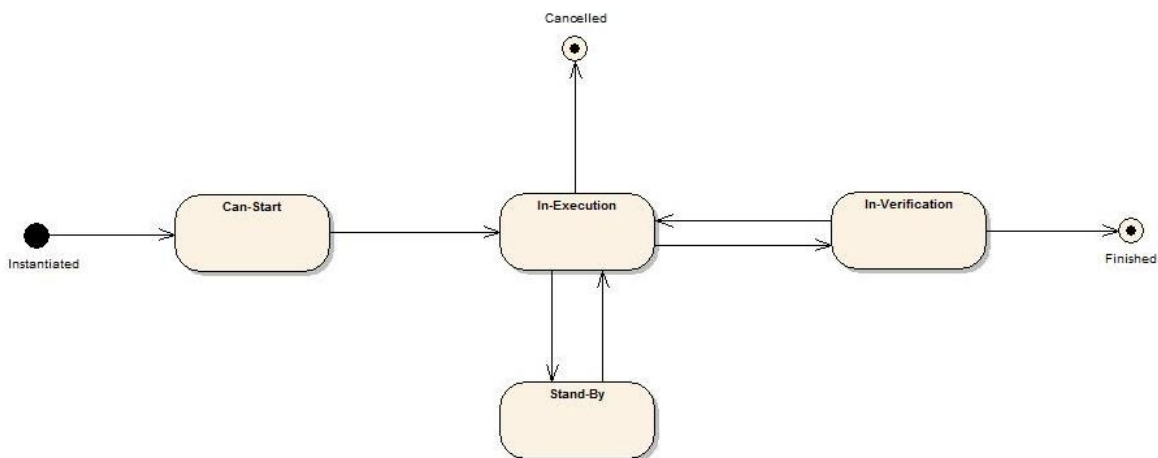 Cancelled
Can-Start
In-Execution
In-Verification
Instantiated
Finished
Stand-By